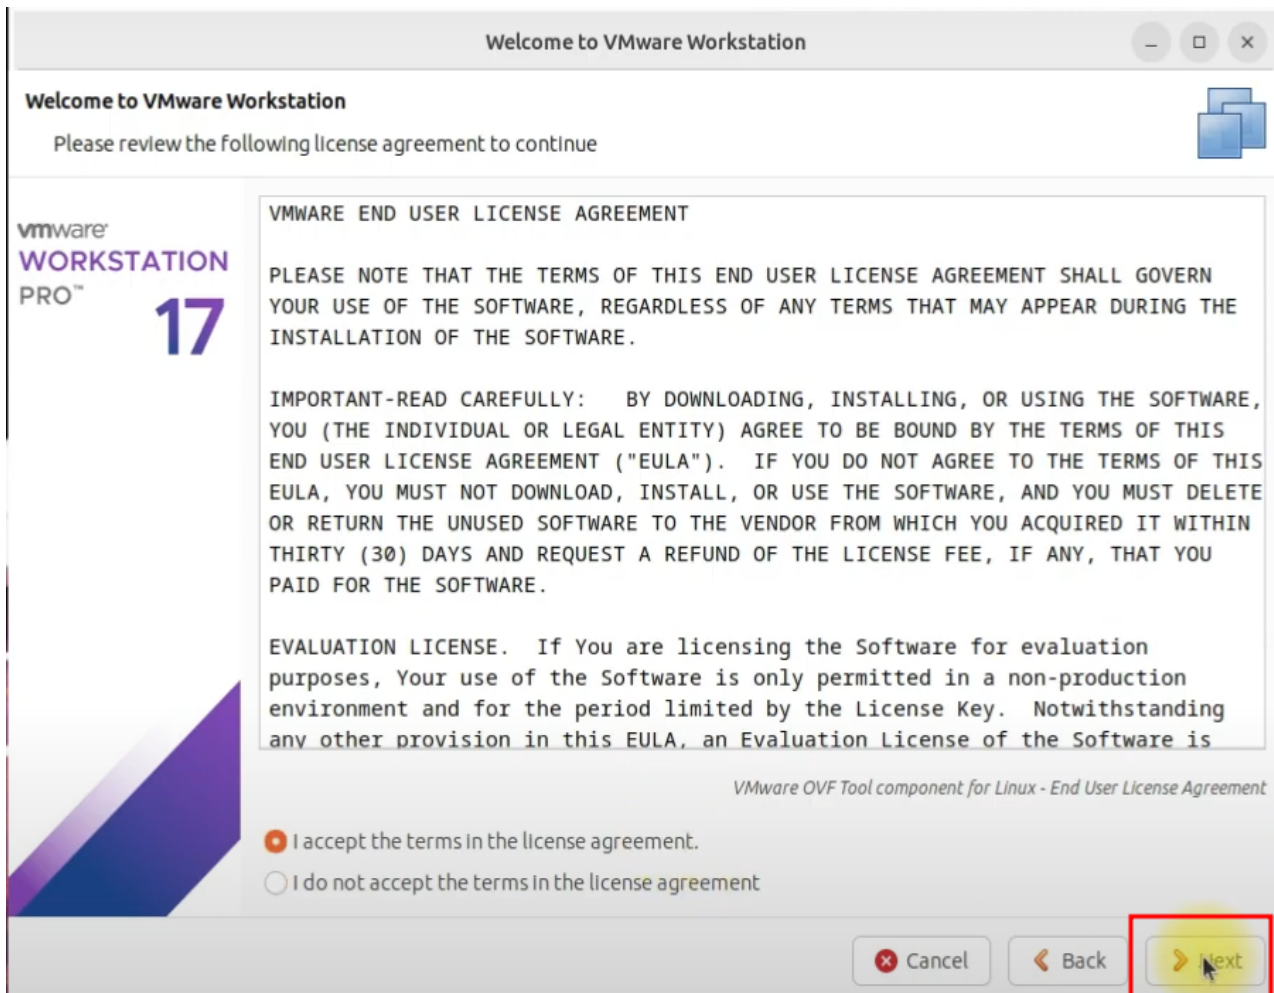 Welcome to VMware Workstation
Welcome to VMware Workstation
Please review the following license agreement to continue
vmware
WORKSTATION
PRO™
17
VMWARE END USER LICENSE AGREEMENT
PLEASE NOTE THAT THE TERMS OF THIS END USER LICENSE AGREEMENT SHALL GOVERN
YOUR USE OF THE SOFTWARE, REGARDLESS OF ANY TERMS THAT MAY APPEAR DURING THE
INSTALLATION OF THE SOFTWARE.
IMPORTANT-READ CAREFULLY:   BY DOWNLOADING, INSTALLING, OR USING THE SOFTWARE,
YOU (THE INDIVIDUAL OR LEGAL ENTITY) AGREE TO BE BOUND BY THE TERMS OF THIS
END USER LICENSE AGREEMENT ("EULA").  IF YOU DO NOT AGREE TO THE TERMS OF THIS
EULA, YOU MUST NOT DOWNLOAD, INSTALL, OR USE THE SOFTWARE, AND YOU MUST DELETE
OR RETURN THE UNUSED SOFTWARE TO THE VENDOR FROM WHICH YOU ACQUIRED IT WITHIN
THIRTY (30) DAYS AND REQUEST A REFUND OF THE LICENSE FEE, IF ANY, THAT YOU
PAID FOR THE SOFTWARE.
EVALUATION LICENSE.  If You are licensing the Software for evaluation
purposes, Your use of the Software is only permitted in a non-production
environment and for the period limited by the License Key.  Notwithstanding
any other provision in this EULA, an Evaluation License of the Software is
VMware OVF Tool component for Linux - End User License Agreement
I accept the terms in the license agreement.
I do not accept the terms in the license agreement
Cancel
Back
Next